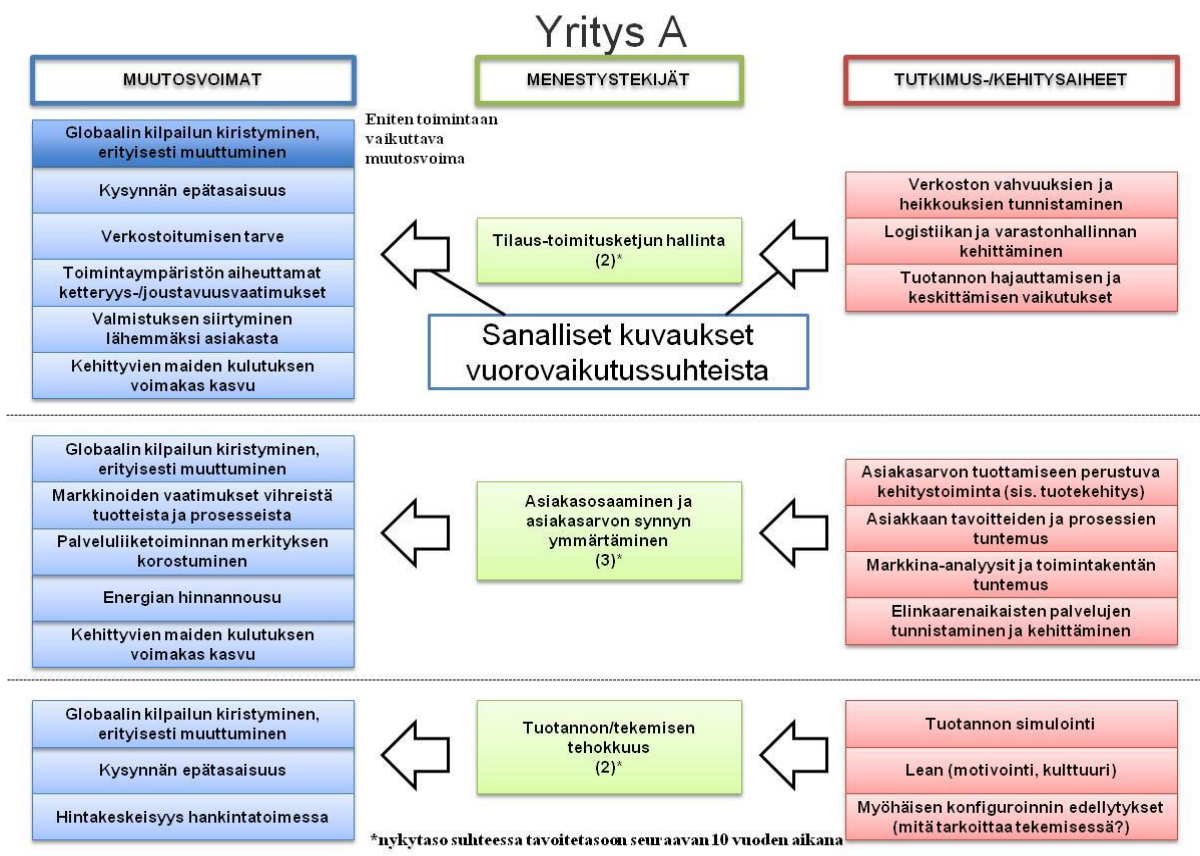 Yritys A
MUUTOSVOIMAT
MENESTYSTEKIJÄT
TUTKIMUS-/KEHITYSAIHEET
Globaalin kilpailun kiristyminen,
erityisesti muuttuminen
Kysynnän epätasaisuus
Verkostoitumisen tarve
Toimintaympäristön aiheuttamat
ketteryys-/joustavuusvaatimukset
Valmistuksen siirtyminen
lähemmäksi asiakasta
Kehittyvien maiden kulutuksen
voimakas kasvu
Eniten toimintaan
vaikuttava
muutosvoima
Tilaus-toimitusketjun hallinta
(2)*
Sanalliset kuvaukset
vuorovaikutussuhteista
Verkoston vahvuuksien ja
heikkouksien tunnistaminen
Logistiikan ja varastonhallinnan
kehittäminen
Tuotannon hajauttamisen ja
keskittämisen vaikutukset
Globaalin kilpailun kiristyminen,
erityisesti muuttuminen
Markkinoiden vaatimukset vihreistä
tuotteista ja prosesseista
Palveluliiketoiminnan merkityksen
korostuminen
Energian hinnannousu
Kehittyvien maiden kulutuksen
voimakas kasvu
Asiakasosaaminen ja
asiakasarvon synnyn
ymmärtäminen
(3)*
Asiakasarvon tuottamiseen perustuva
kehitystoiminta (sis. tuotekehitys)
Asiakkaan tavoitteiden ja prosessien
tuntemus
Markkina-analyysit ja toimintakentän
tuntemus
Elinkaarenaikaisten palvelujen
tunnistaminen ja kehittäminen
Globaalin kilpailun kiristyminen,
erityisesti muuttuminen
Kysynnän epätasaisuus
Hintakeskeisyys hankintatoimessa
Tuotannon/tekemisen
tehokkuus
(2)*
Tuotannon simulointi
Lean (motivointi, kulttuuri)
Myöhäisen konfiguroinnin edellytykset
(mitä tarkoittaa tekemisessä?)
*nykytaso suhteessa tavoitetasoon seuraavan 10 vuoden aikana